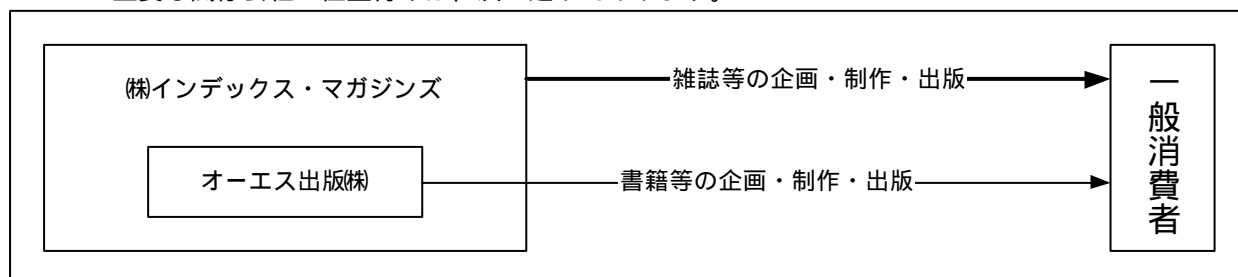 ㈱インデックス・マガジンズ
雑誌等の企画・制作・出版
オーエス出版㈱
書籍等の企画・制作・出版
一般消費者